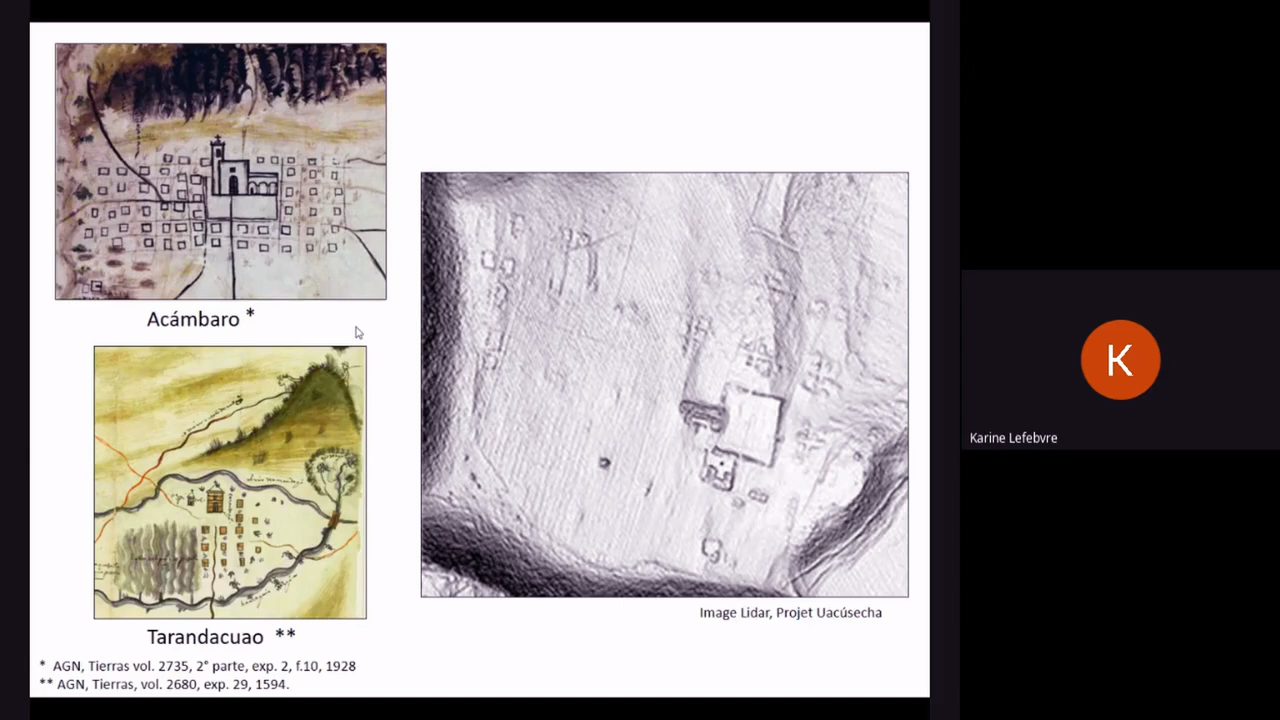 Acámbaro *
Tarandacuao **
* AGN, Tierras vol. 2735, 2° parte, exp. 2, f.10, 1928
** AGN, Tierras, vol. 2680, exp. 29, 1594.
Image Lidar, Projet Uacúsecha
K
Karine Lefebvre